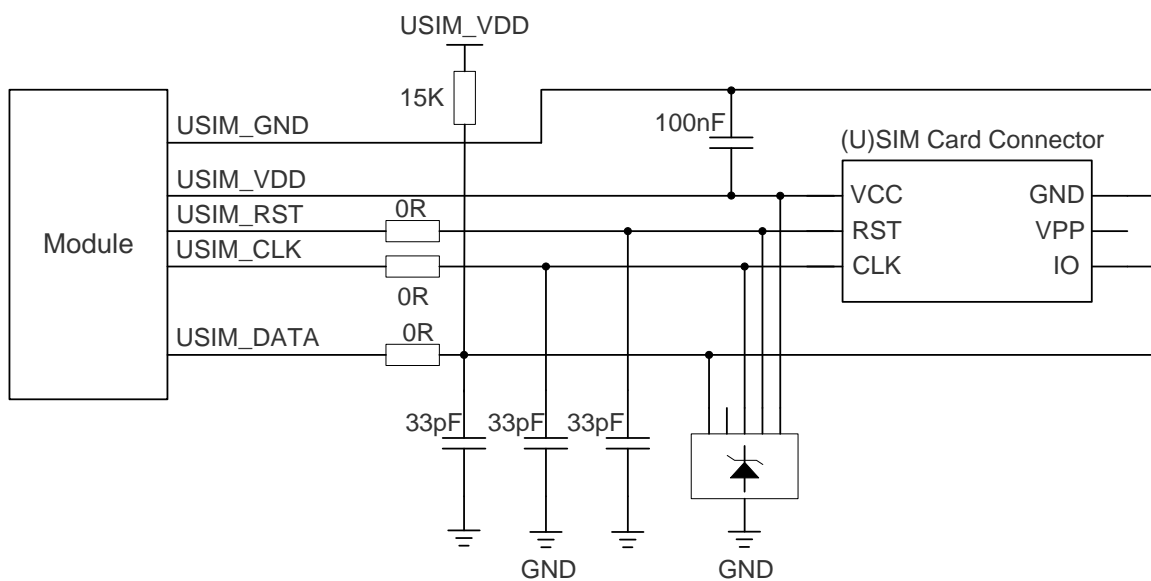 USIM_VDD
15K
USIM_GND
100nF
(U)SIM Card Connector
USIM_VDD
VCC
GND
USIM_RST
0R
RST
VPP
Module
USIM_CLK
CLK
IO
0R
USIM_DATA
0R
33pF
33pF
33pF
GND
GND